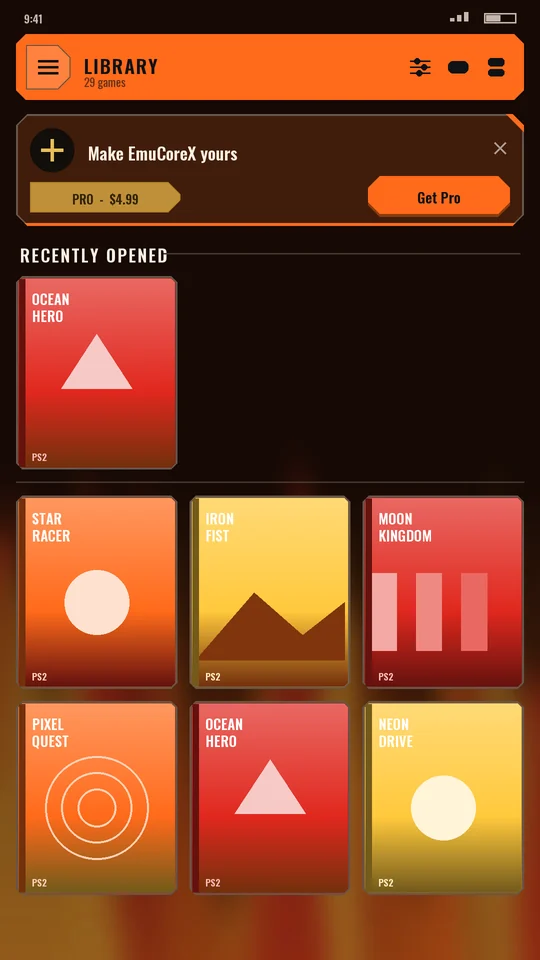 9:41
LIBRARY
29 games
Make EmuCoreX yours
PRO - $4.99
Get Pro
RECENTLY OPENED
OCEAN
HERO
PS2
STAR
RACER
PS2
IRON
FIST
PS2
MOON
KINGDOM
PS2
PIXEL
QUEST
PS2
OCEAN
HERO
PS2
NEON
DRIVE
PS2